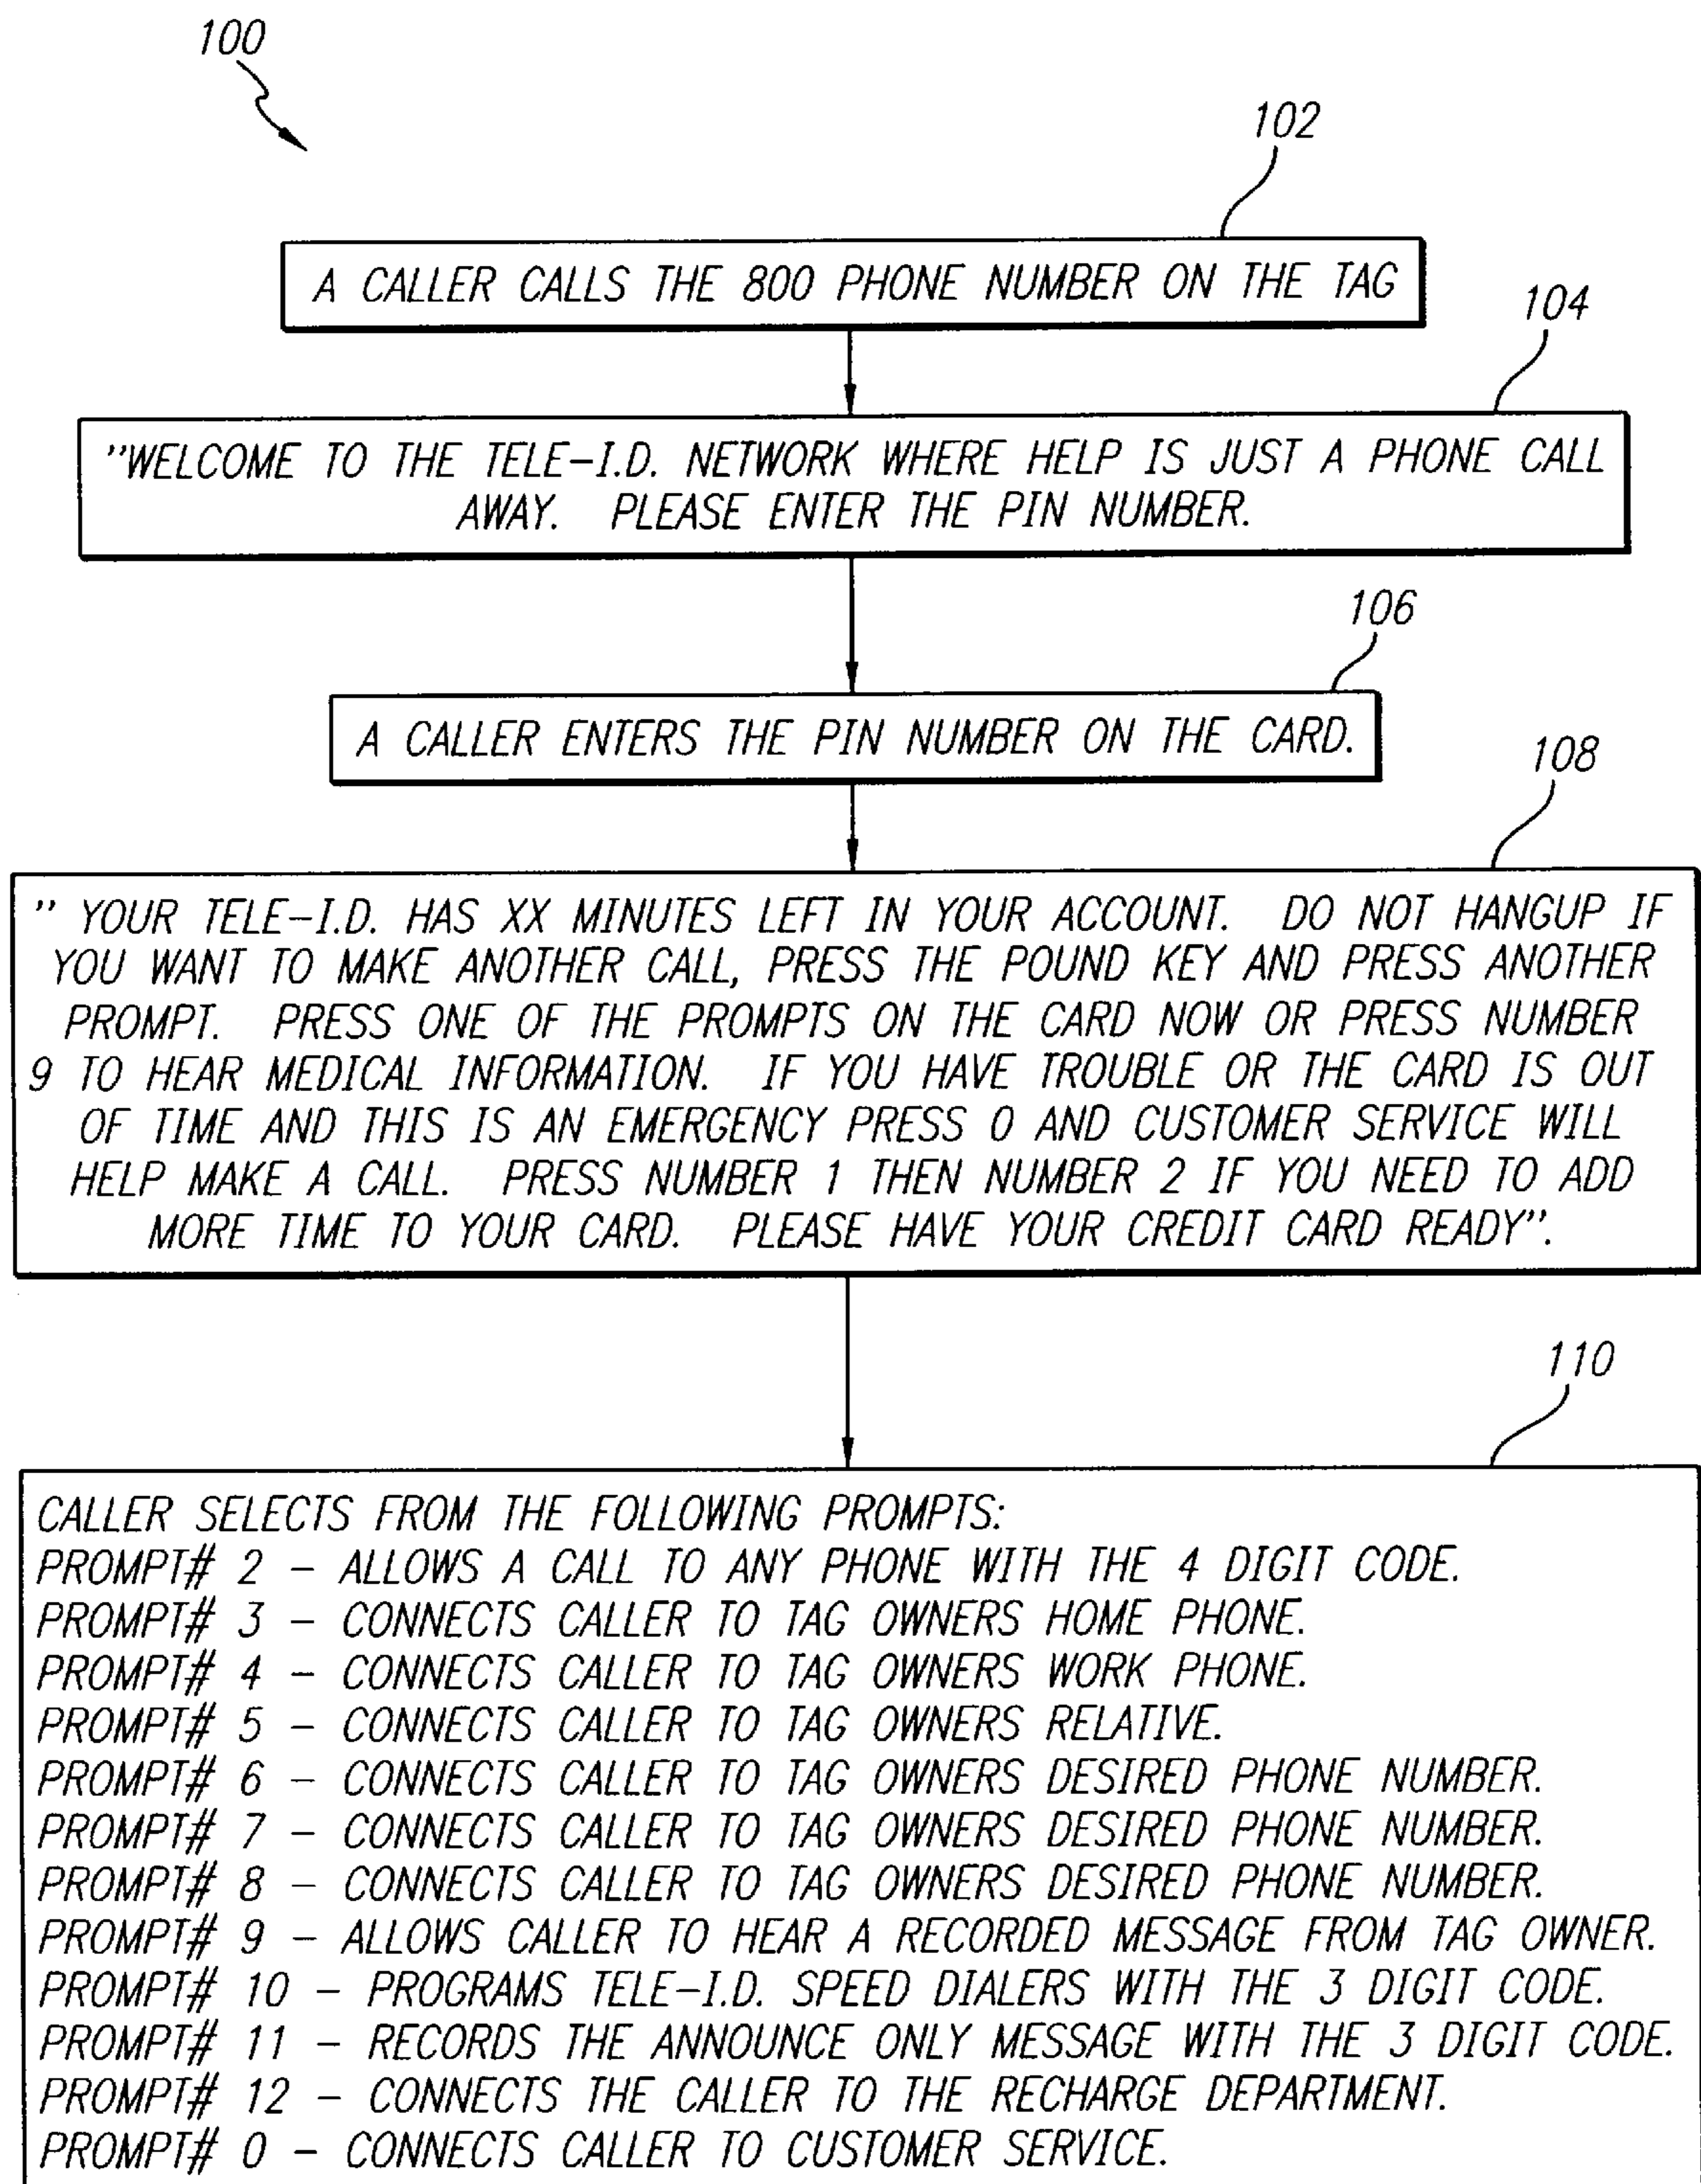 100
102
A CALLER CALLS THE 800 PHONE NUMBER ON THE TAG
104
"WELCOME TO THE TELE-I.D. NETWORK WHERE HELP IS JUST A PHONE CALL
AWAY. PLEASE ENTER THE PIN NUMBER.
106
A CALLER ENTERS THE PIN NUMBER ON THE CARD.
108
" YOUR TELE-I.D. HAS XX MINUTES LEFT IN YOUR ACCOUNT. DO NOT HANGUP IF
YOU WANT TO MAKE ANOTHER CALL, PRESS THE POUND KEY AND PRESS ANOTHER
PROMPT. PRESS ONE OF THE PROMPTS ON THE CARD NOW OR PRESS NUMBER
9 TO HEAR MEDICAL INFORMATION. IF YOU HAVE TROUBLE OR THE CARD IS OUT
OF TIME AND THIS IS AN EMERGENCY PRESS 0 AND CUSTOMER SERVICE WILL
HELP MAKE A CALL. PRESS NUMBER 1 THEN NUMBER 2 IF YOU NEED TO ADD
MORE TIME TO YOUR CARD. PLEASE HAVE YOUR CREDIT CARD READY".
110
CALLER SELECTS FROM THE FOLLOWING PROMPTS:
PROMPT# 2 - ALLOWS A CALL TO ANY PHONE WITH THE 4 DIGIT CODE.
PROMPT# 3 - CONNECTS CALLER TO TAG OWNERS HOME PHONE.
PROMPT# 4 - CONNECTS CALLER TO TAG OWNERS WORK PHONE.
PROMPT# 5 - CONNECTS CALLER TO TAG OWNERS RELATIVE.
PROMPT# 6 - CONNECTS CALLER TO TAG OWNERS DESIRED PHONE NUMBER.
PROMPT# 7 - CONNECTS CALLER TO TAG OWNERS DESIRED PHONE NUMBER.
PROMPT# 8 - CONNECTS CALLER TO TAG OWNERS DESIRED PHONE NUMBER.
PROMPT# 9 - ALLOWS CALLER TO HEAR A RECORDED MESSAGE FROM TAG OWNER.
PROMPT# 10 - PROGRAMS TELE-I.D. SPEED DIALERS WITH THE 3 DIGIT CODE.
PROMPT# 11 - RECORDS THE ANNOUNCE ONLY MESSAGE WITH THE 3 DIGIT CODE.
PROMPT# 12 - CONNECTS THE CALLER TO THE RECHARGE DEPARTMENT.
PROMPT# 0 - CONNECTS CALLER TO CUSTOMER SERVICE.